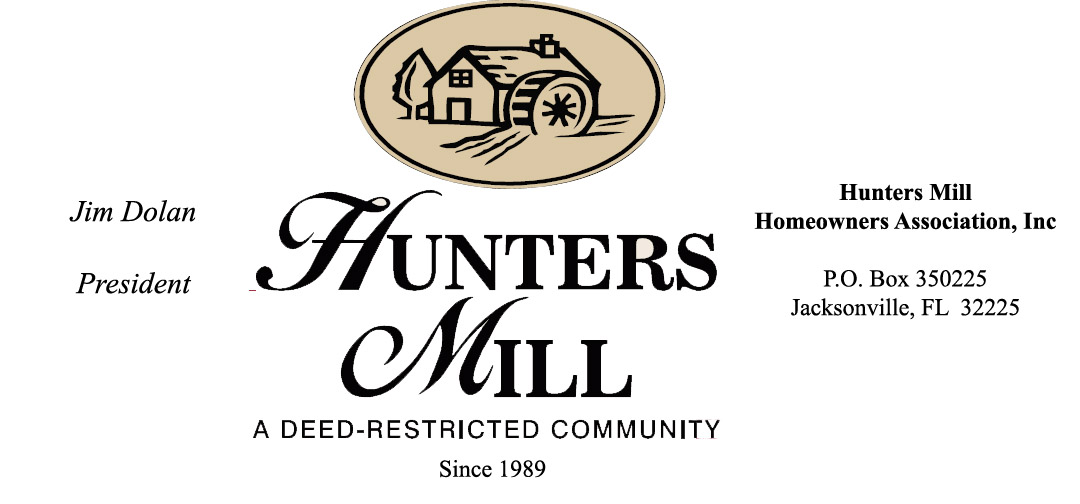 Jim Dolan
President
HUNTERS
MILL
A DEED-RESTRICTED COMMUNITY
Since 1989
Hunters Mill
Homeowners Association, Inc
P.O. Box 350225
Jacksonville, FL  32225